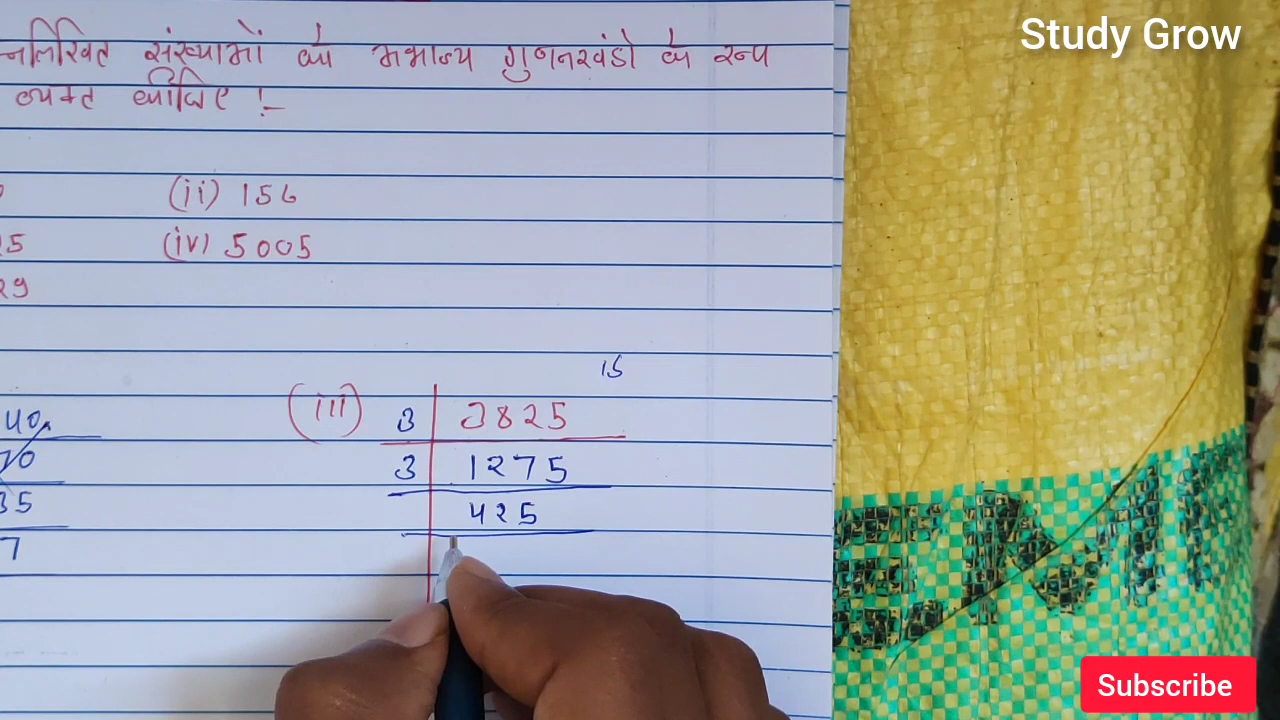 Study Grow
नलिखित संख्याओं को अभाज्य गुणनखंडो के रूप
व्यक्त कीजिए !-
(ii) 156
25 (iv) 5005
29
15
40 (iii) 3 3825
70 3 1275
35 425
7
Subscribe